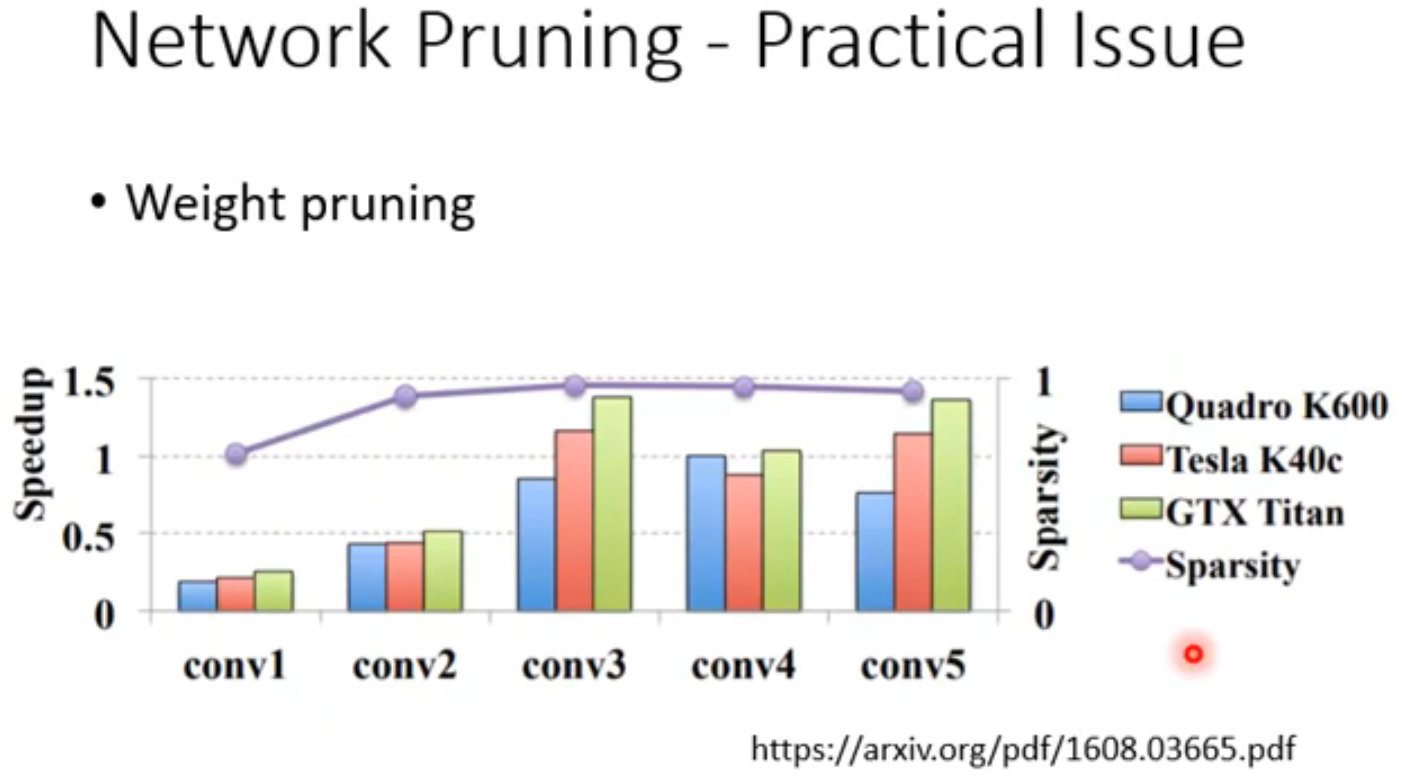 Network Pruning - Practical Issue
• Weight pruning
Speedup
1.5
1
0.5
0
conv1 conv2 conv3 conv4 conv5
1
0
Sparsity
Quadro K600
Tesla K40c
GTX Titan
Sparsity
https://arxiv.org/pdf/1608.03665.pdf